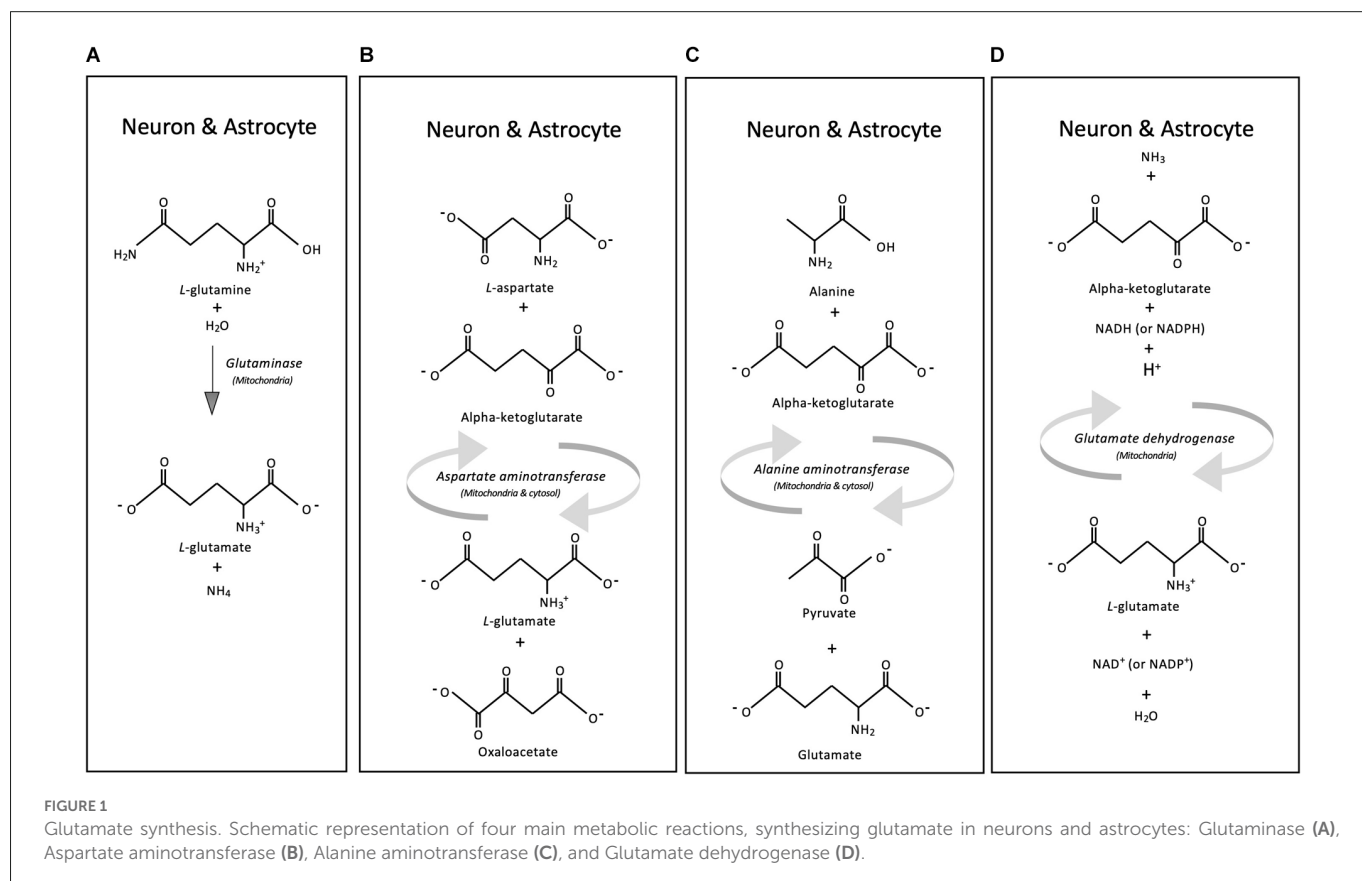 A
Neuron & Astrocyte
O
O
H₂N
OH
NH₂⁺
L-glutamine
+
H₂O
Glutaminase
(Mitochondria)
O
O
⁻O
O⁻
NH₃⁺
L-glutamate
+
NH₄
B
Neuron & Astrocyte
O
⁻O
O⁻
O
NH₂
L-aspartate
+
O
O
⁻O
O⁻
O
Alpha-ketoglutarate
Aspartate aminotransferase
(Mitochondria & cytosol)
O
O
⁻O
O⁻
NH₃⁺
L-glutamate
+
O
O
⁻O
O⁻
O
Oxaloacetate
C
Neuron & Astrocyte
O
OH
NH₂
Alanine
+
O
O
⁻O
O⁻
O
Alpha-ketoglutarate
Alanine aminotransferase
(Mitochondria & cytosol)
O
O⁻
O
Pyruvate
+
O
O
⁻O
O⁻
NH₂
Glutamate
D
Neuron & Astrocyte
NH₃
+
O
O
⁻O
O⁻
O
Alpha-ketoglutarate
+
NADH (or NADPH)
+
H⁺
Glutamate dehydrogenase
(Mitochondria)
O
O
⁻O
O⁻
NH₃⁺
L-glutamate
+
NAD⁺ (or NADP⁺)
+
H₂O
FIGURE 1
Glutamate synthesis. Schematic representation of four main metabolic reactions, synthesizing glutamate in neurons and astrocytes: Glutaminase (A),
Aspartate aminotransferase (B), Alanine aminotransferase (C), and Glutamate dehydrogenase (D).